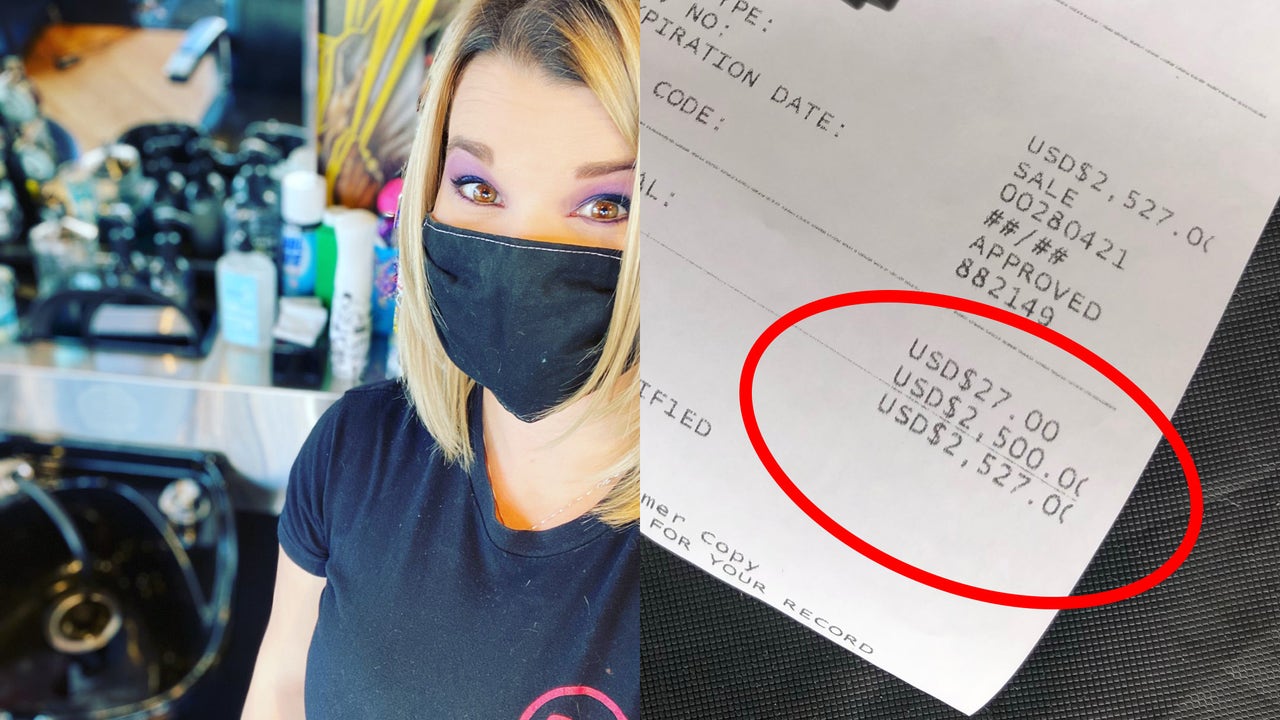 TYPE:
NO:
PIRATION DATE:
CODE:
USD$2,527.0
SALE
00280421
##/##
APPROVED
882149
AL:
USD$27.00
USD$2,500.0
USD$2,527.0
IFIED
mer Copy
FOR YOUR RECORD